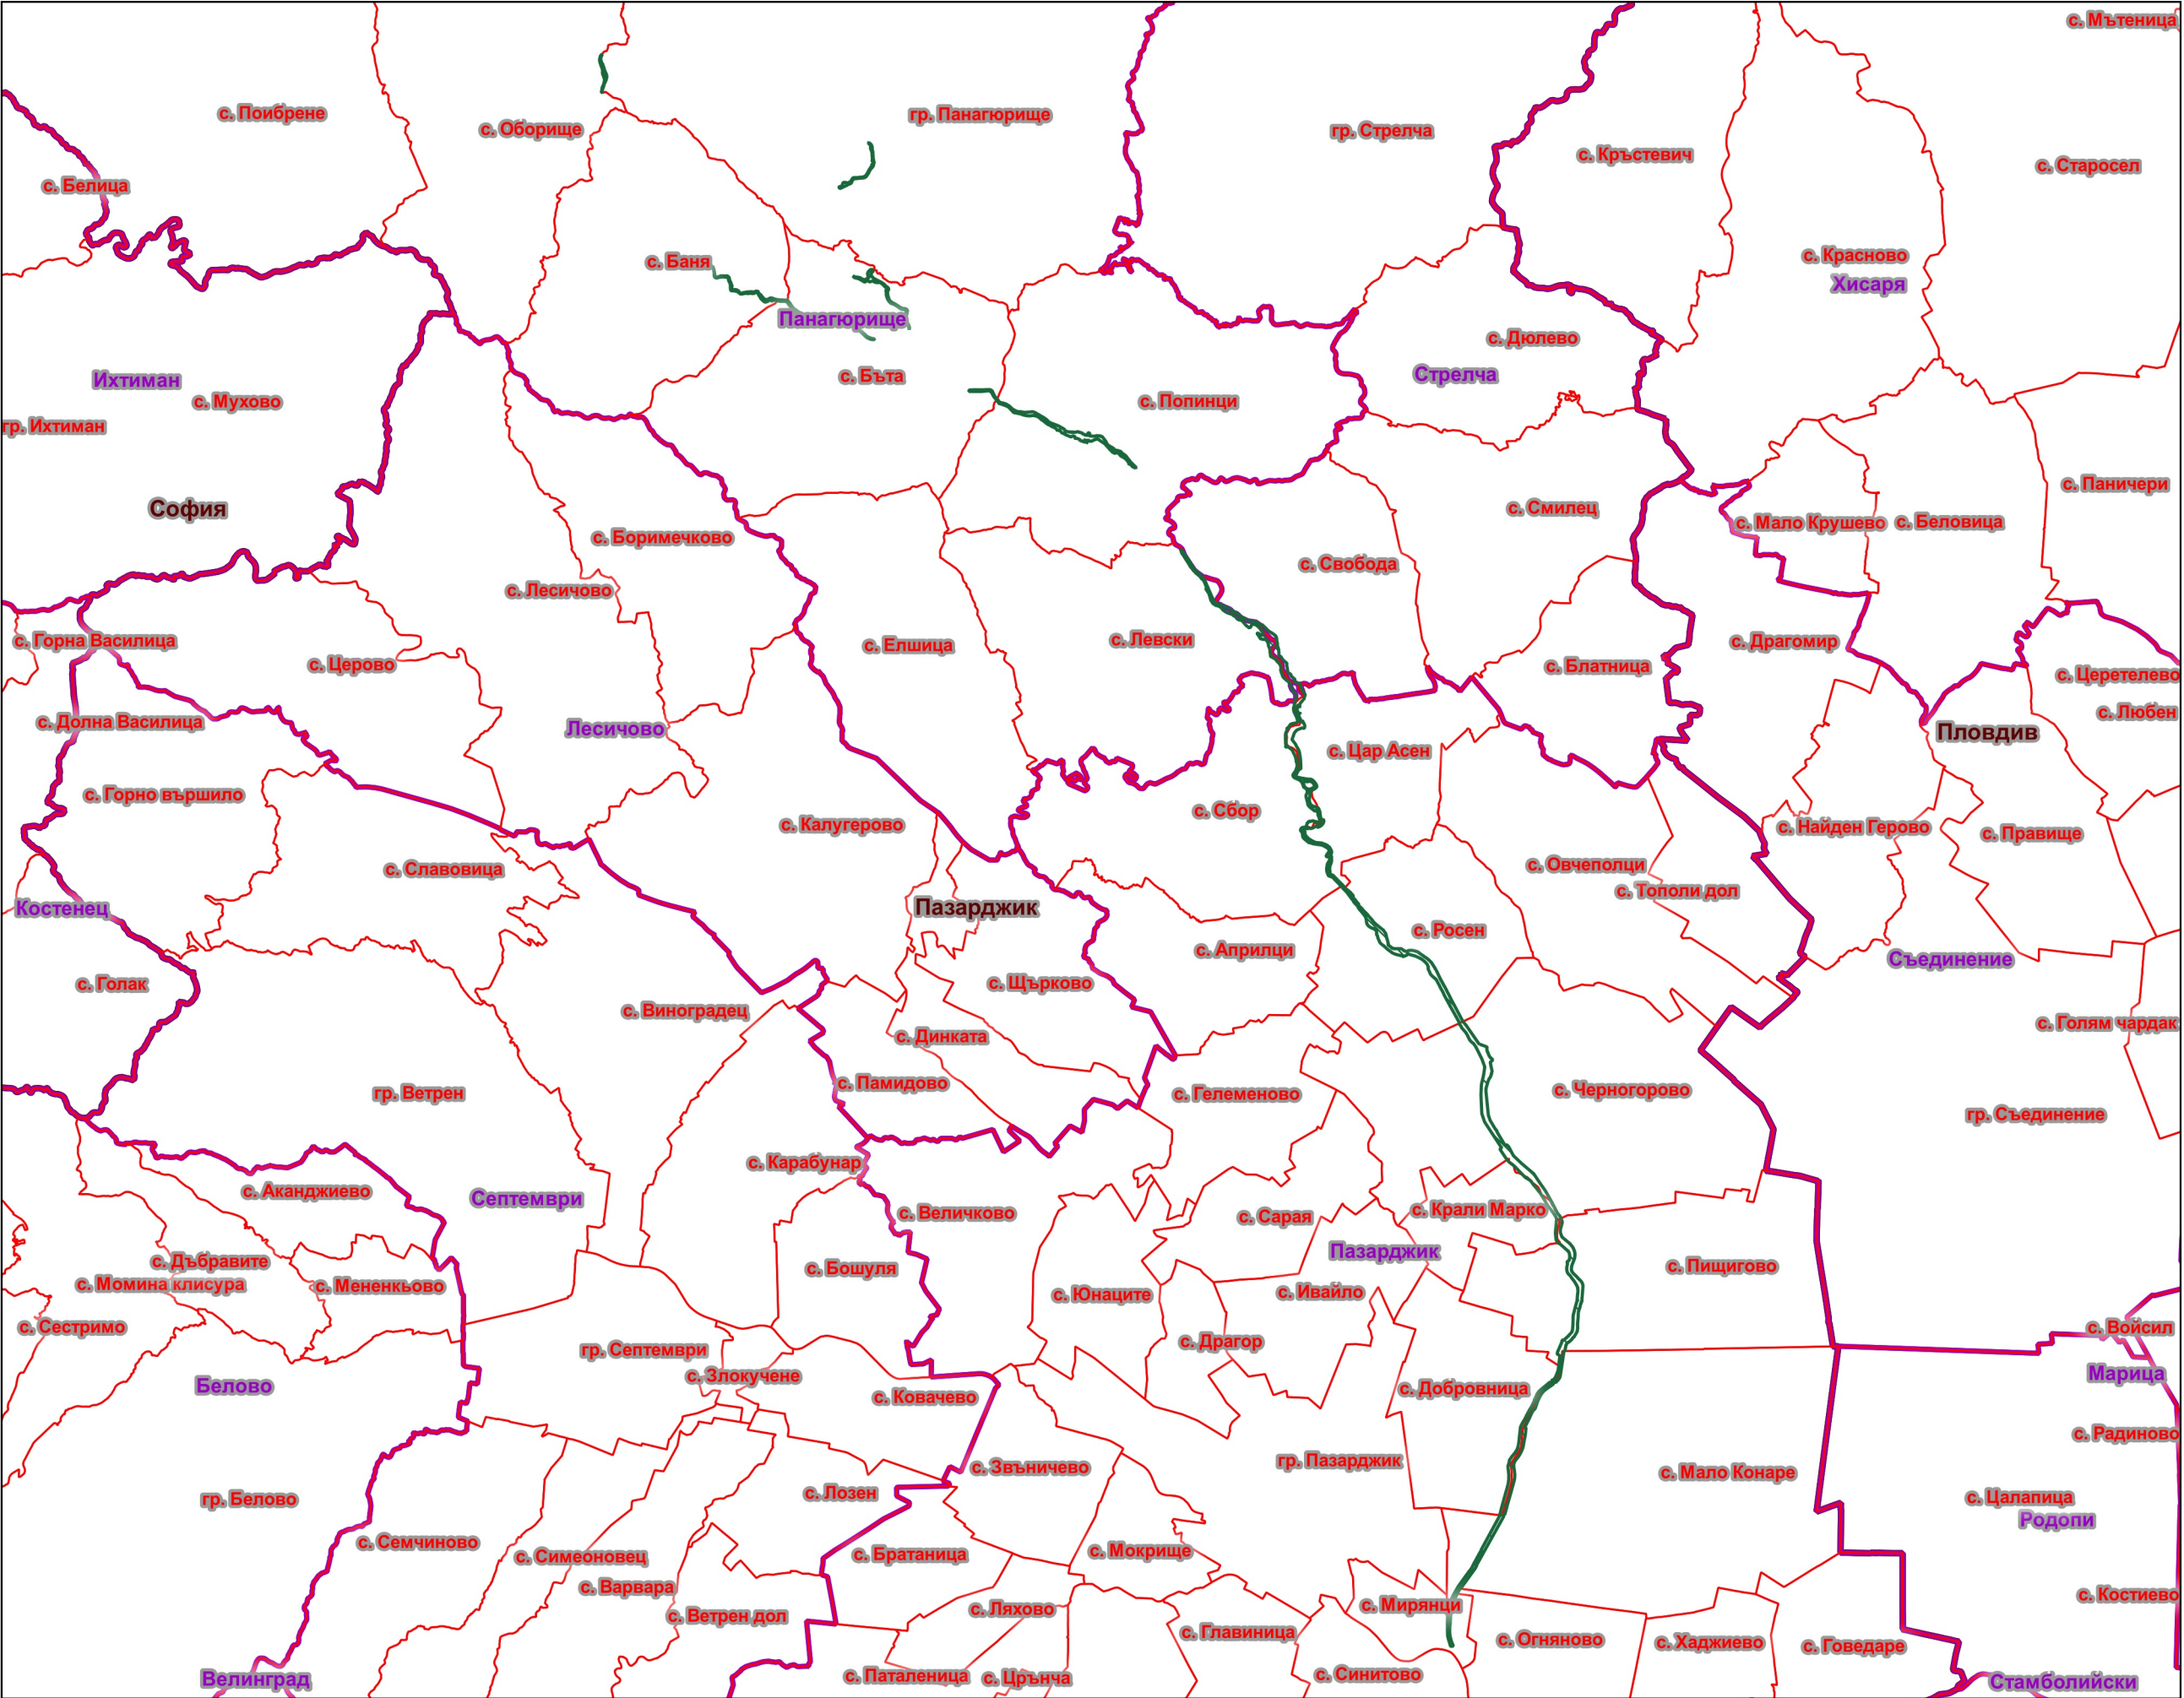 с. Мътеница
с. Поибрене
гр. Панагюрище
с. Оборище
гр. Стрелча
с. Кръстевич
с. Старосел
с. Белица
с. Красново
с. Баня
Хисаря
Панагюрище
с. Дюлево
Стрелча
с. Бъта
Ихтиман
с. Мухово
с. Попинци
гр. Ихтиман
с. Паничери
София
с. Смилец
с. Мало Крушево
с. Беловица
с. Боримечково
с. Свобода
с. Лесичово
с. Горна Василица
с. Левски
с. Драгомир
с. Елшица
с. Церово
с. Блатница
с. Церетелево
с. Любен
с. Долна Василица
Лесичово
Пловдив
с. Цар Асен
с. Горно вършило
с. Сбор
с. Калугерово
с. Найден Герово
с. Правище
с. Славовица
с. Овчеполци
с. Тополи дол
Костенец
Пазарджик
с. Росен
с. Априлци
Съединение
с. Голак
с. Щърково
с. Виноградец
с. Голям чардак
с. Динката
с. Памидово
гр. Ветрен
с. Гелеменово
с. Черногорово
гр. Съединение
с. Карабунар
с. Аканджиево
Септември
с. Величково
с. Сарая
с. Крали Марко
Пазарджик
с. Дъбравите
с. Бошуля
с. Пищигово
с. Момина клисура
с. Мененкьово
с. Юнаците
с. Ивайло
с. Сестримо
с. Войсил
с. Драгор
гр. Септември
с. Злокучене
Марица
Белово
с. Добровница
с. Ковачево
с. Радиново
гр. Пазарджик
с. Звъничево
с. Мало Конаре
с. Лозен
с. Цалапица
гр. Белово
Родопи
с. Семчиново
с. Мокрище
с. Братаница
с. Симеоновец
с. Варвара
с. Костиево
с. Мирянци
с. Ляхово
с. Ветрен дол
с. Главиница
с. Огняново
с. Хаджиево
с. Говедаре
с. Синитово
с. Паталеница
с. Црънча
Велинград
Стамболийски